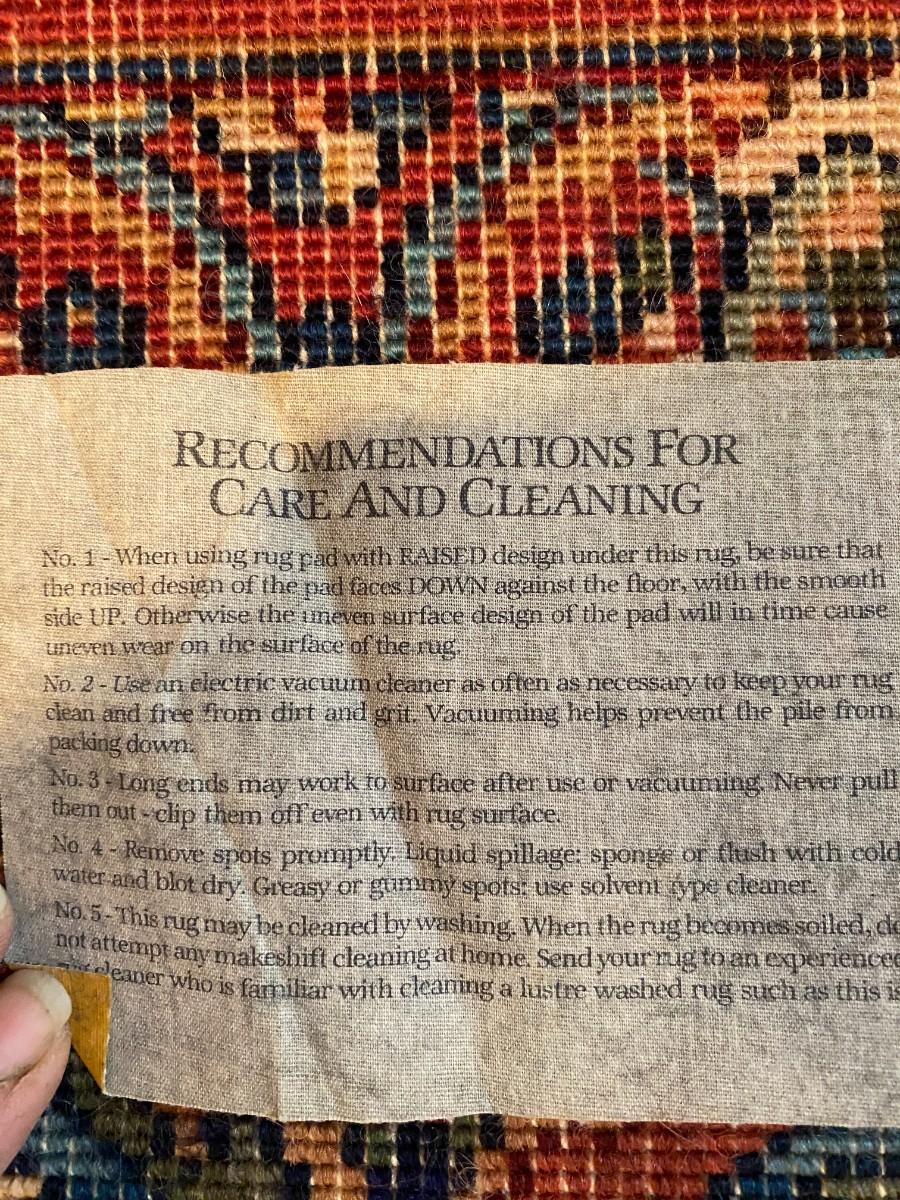 RECOMMENDATIONS FOR
CARE AND CLEANING
No. 1 - When using rug pad with RAISED design under this rug, be sure that
the raised design of the pad faces DOWN against the floor, with the smooth
side UP. Otherwise the uneven surface design of the pad will in time cause
uneven wear on the surface of the rug.
No. 2 - Use an electric vacuum cleaner as often as necessary to keep your rug
clean and free from dirt and grit. Vacuuming helps prevent the pile from
packing down.
No. 3 - Long ends may work to surface after use or vacuuming. Never pull
them out - clip them off even with rug surface.
No. 4 - Remove spots promptly. Liquid spillage: sponge or flush with cold
water and blot dry. Greasy or gummy spots: use solvent type cleaner.
No. 5 - This rug may be cleaned by washing. When the rug becomes soiled, do
not attempt any makeshift cleaning at home. Send your rug to an experienced
cleaner who is familiar with cleaning a lustre washed rug such as this is